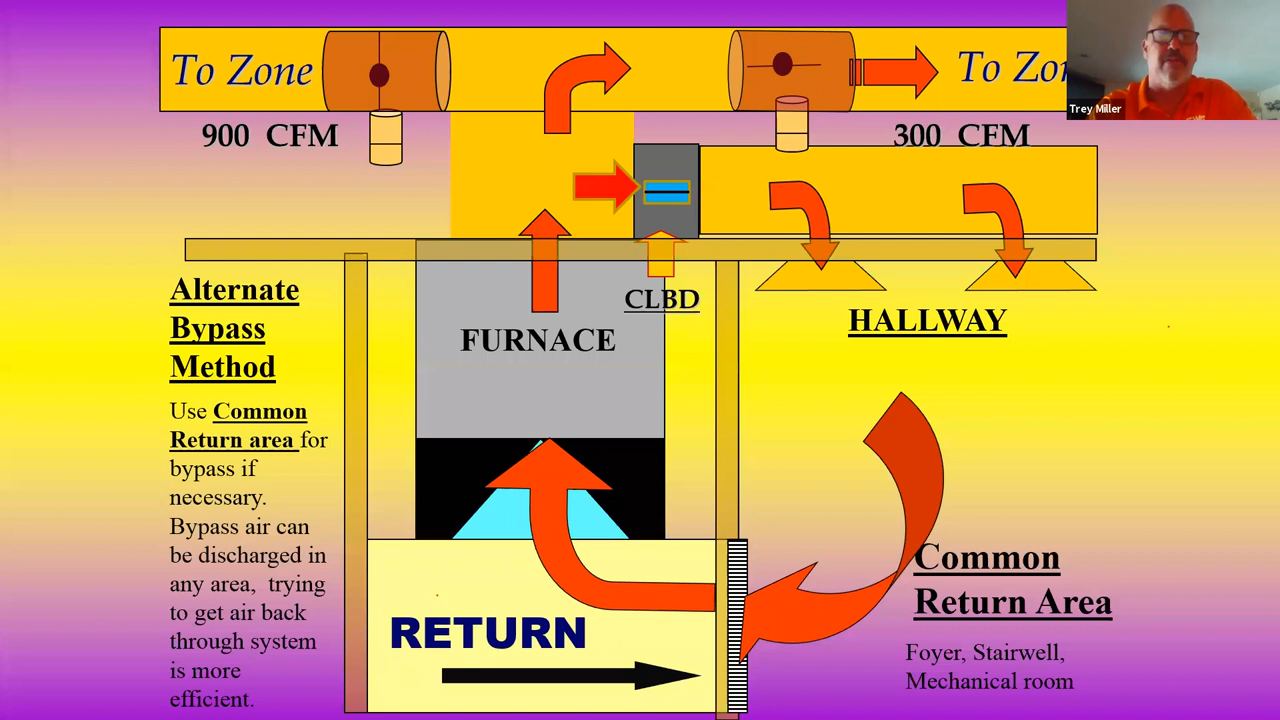 To Zone
To Zo
Trey Miller
900 CFM
300 CFM
Alternate
Bypass
Method
CLBD
FURNACE
HALLWAY
Use Common
Return area for
bypass if
necessary.
Bypass air can
be discharged in
any area, trying
to get air back
through system
is more
efficient.
RETURN
Common
Return Area
Foyer, Stairwell,
Mechanical room